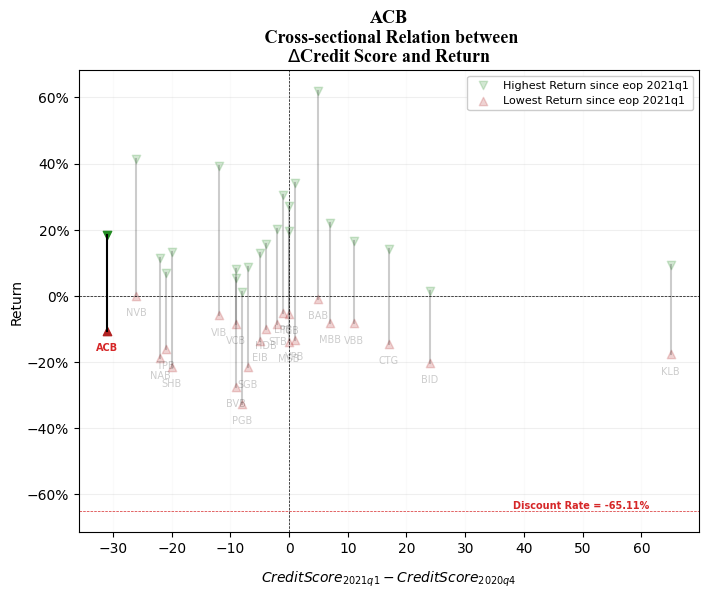 ACB
Cross-sectional Relation between
ΔCredit Score and Return
Highest Return since eop 2021q1
Lowest Return since eop 2021q1
60%
40%
20%
0%
−20%
−40%
−60%
Return
NVB
ACB
BAB
VIB
VCB
MBB
VBB
STB
HDB
EIB
TPB
NAB
SHB
SGB
CTG
BID
KLB
PGB
Discount Rate = -65.11%
−30
−20
−10
0
10
20
30
40
50
60
CreditScore2021q1 − CreditScore2020q4